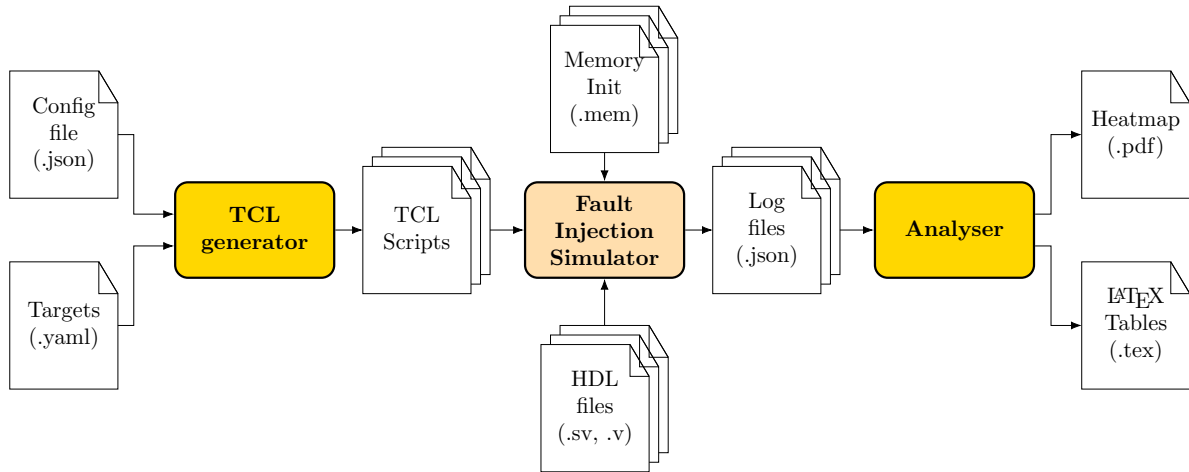 Config
file
(.json)
Targets
(.yaml)
TCL
generator
TCL
Scripts
Memory
Init
(.mem)
Fault
Injection
Simulator
HDL
files
(.sv, .v)
Log
files
(.json)
Analyser
Heatmap
(.pdf)
LATEX
Tables
(.tex)